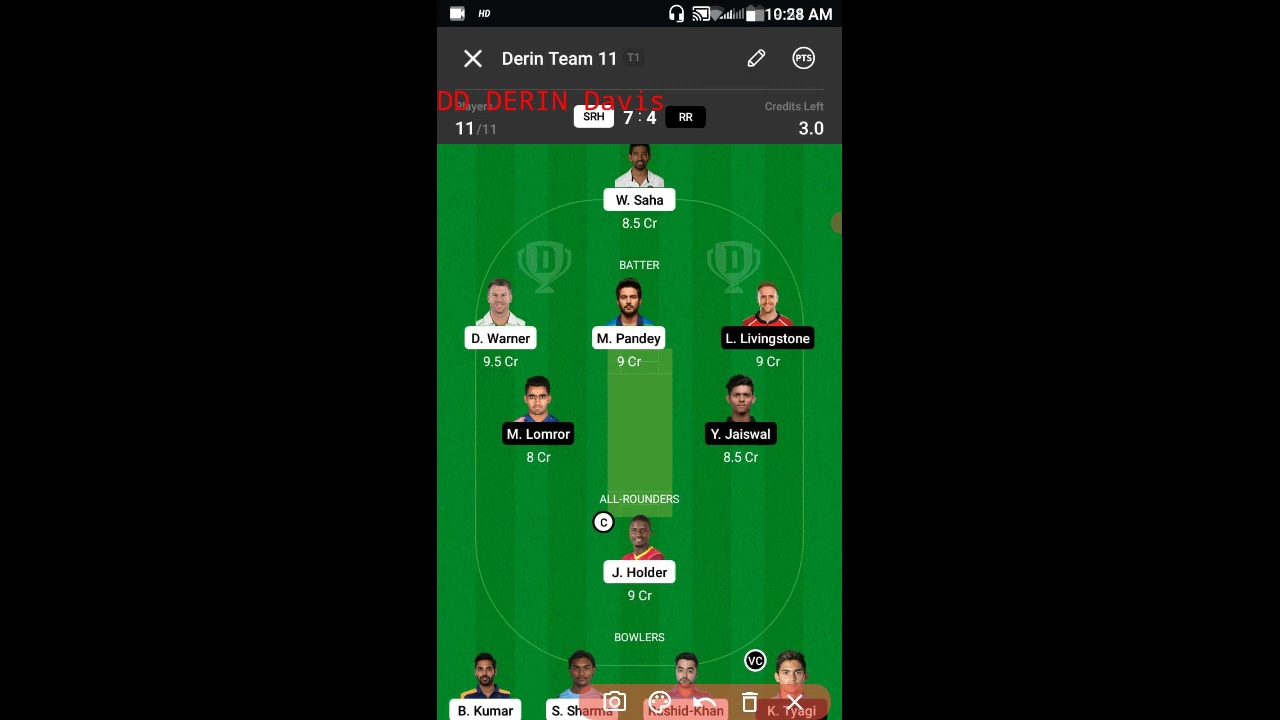 HD 10:28 AM
Derin Team 11 T1 PTS
DD DERIN Davis
Players Credits Left
11/11 SRH 7 : 4 RR 3.0
W. Saha
8.5 Cr
BATTER
D. Warner M. Pandey L. Livingstone
9.5 Cr 9 Cr 9 Cr
M. Lomror Y. Jaiswal
8 Cr 8.5 Cr
ALL-ROUNDERS
C
J. Holder
9 Cr
BOWLERS
VC
B. Kumar S. Sharma Rashid-Khan K. Tyagi